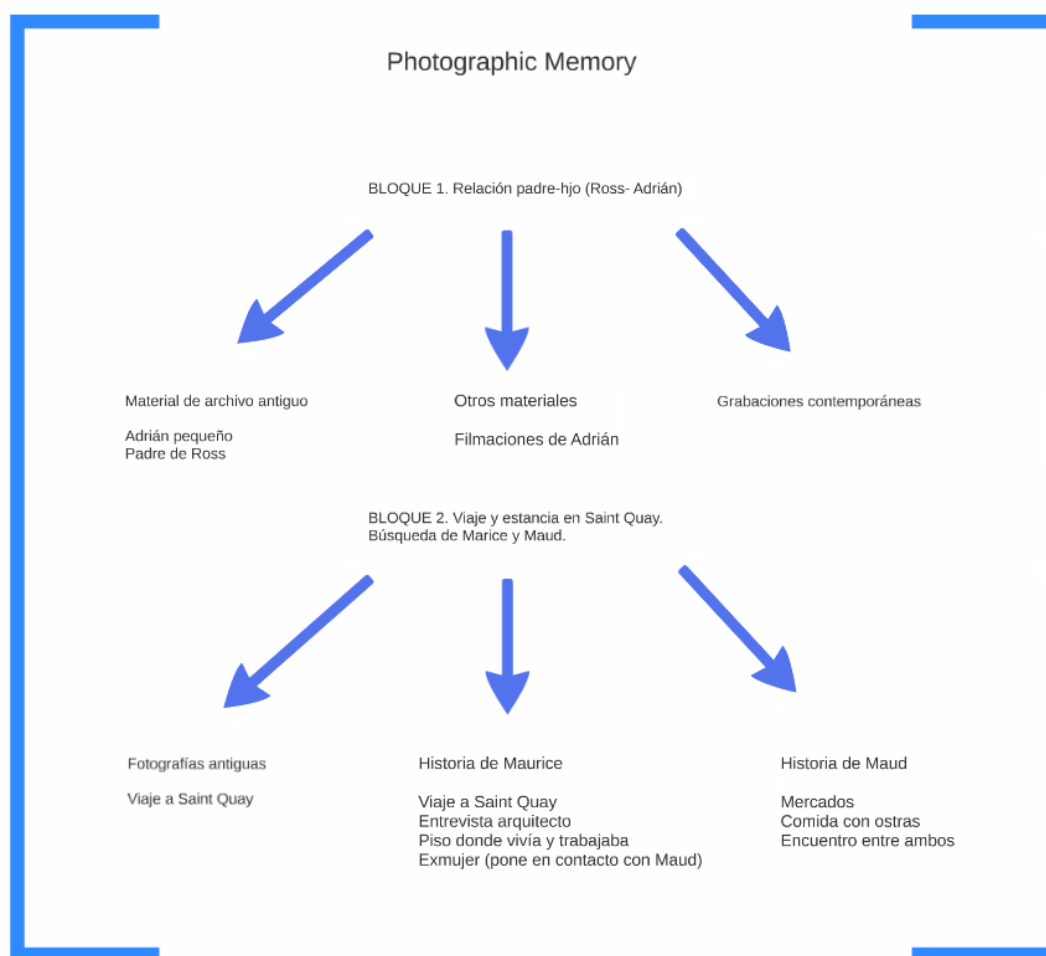 Photographic Memory
BLOQUE 1. Relación padre-hjo (Ross- Adrián)
Material de archivo antiguo
Adrián pequeño
Padre de Ross
Otros materiales
Filmaciones de Adrián
Grabaciones contemporáneas
BLOQUE 2. Viaje y estancia en Saint Quay.
Búsqueda de Marice y Maud.
Fotografías antiguas
Viaje a Saint Quay
Historia de Maurice
Viaje a Saint Quay
Entrevista arquitecto
Piso donde vivía y trabajaba
Exmujer (pone en contacto con Maud)
Historia de Maud
Mercados
Comida con ostras
Encuentro entre ambos